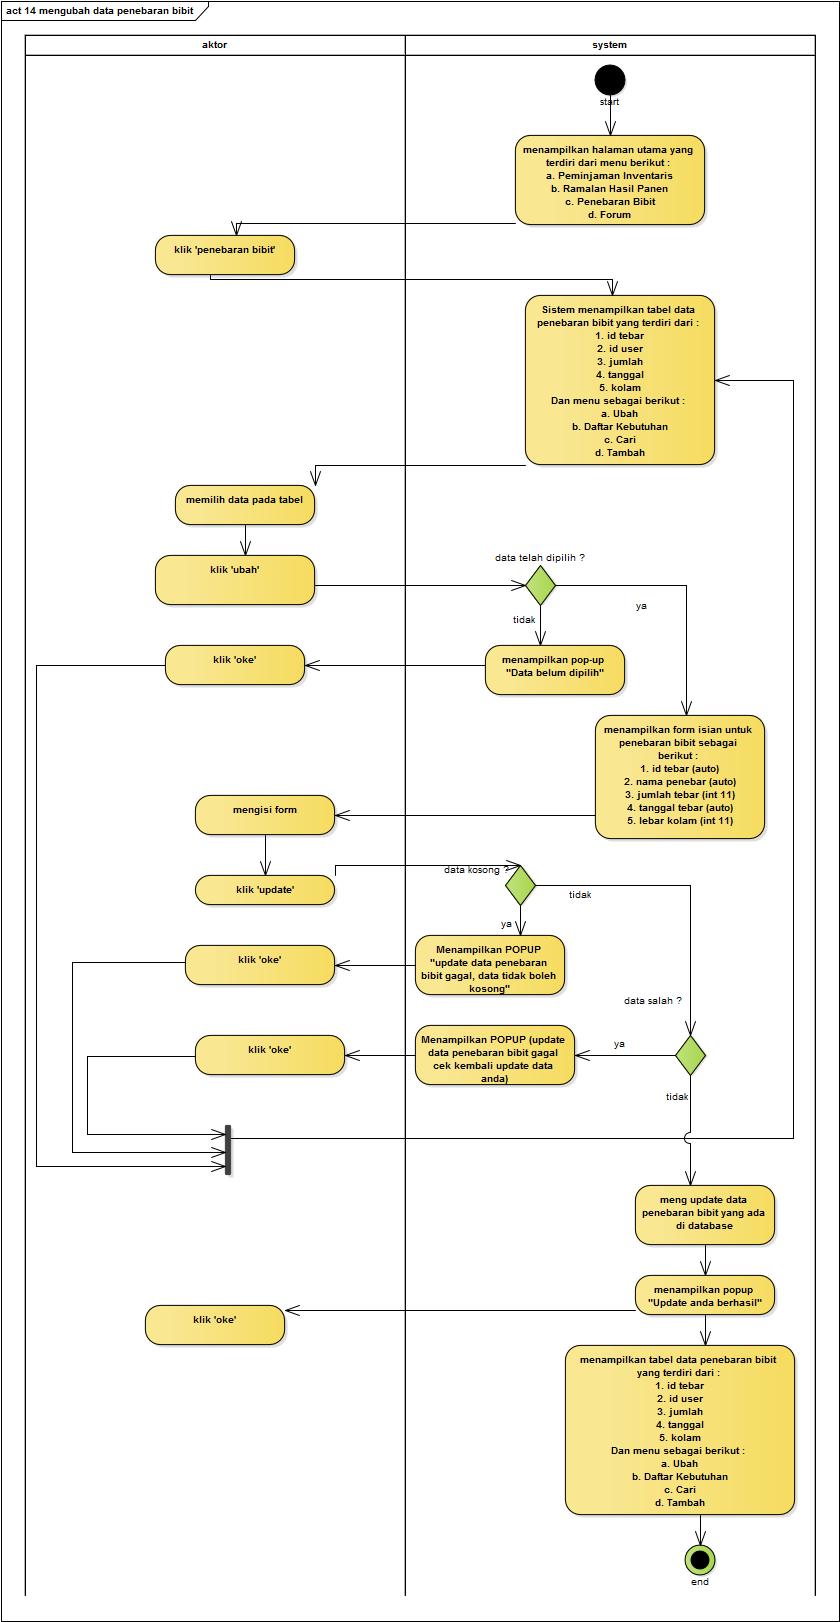 act 14 mengubah data penebaran bibit
aktor
system
start
menampilkan halaman utama yang
terdiri dari menu berikut :
a. Peminjaman Inventaris
b. Ramalan Hasil Panen
c. Penebaran Bibit
d. Forum
klik 'penebaran bibit'
Sistem menampilkan tabel data
penebaran bibit yang terdiri dari :
1. id tebar
2. id user
3. jumlah
4. tanggal
5. kolam
Dan menu sebagai berikut :
a. Ubah
b. Daftar Kebutuhan
c. Cari
d. Tambah
memilih data pada tabel
klik 'ubah'
data telah dipilih ?
ya
tidak
menampilkan pop-up
"Data belum dipilih"
klik 'oke'
menampilkan form isian untuk
penebaran bibit sebagai
berikut :
1. id tebar (auto)
2. nama penebar (auto)
3. jumlah tebar (int 11)
4. tanggal tebar (auto)
5. lebar kolam (int 11)
mengisi form
klik 'update'
data kosong ?
tidak
ya
Menampilkan POPUP
"update data penebaran
bibit gagal, data tidak boleh
kosong"
klik 'oke'
data salah ?
ya
Menampilkan POPUP (update
data penebaran bibit gagal
cek kembali update data
anda)
klik 'oke'
tidak
meng update data
penebaran bibit yang ada
di database
menampilkan popup
"Update anda berhasil"
klik 'oke'
menampilkan tabel data penebaran bibit
yang terdiri dari :
1. id tebar
2. id user
3. jumlah
4. tanggal
5. kolam
Dan menu sebagai berikut :
a. Ubah
b. Daftar Kebutuhan
c. Cari
d. Tambah
end